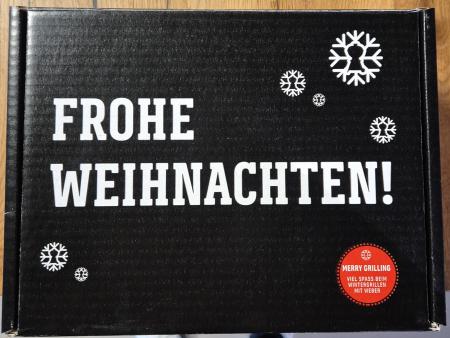 FROHE
WEIHNACHTEN!
MERRY GRILLING
VIEL SPASS BEIM
WINTERGRILLEN
MIT WEBER